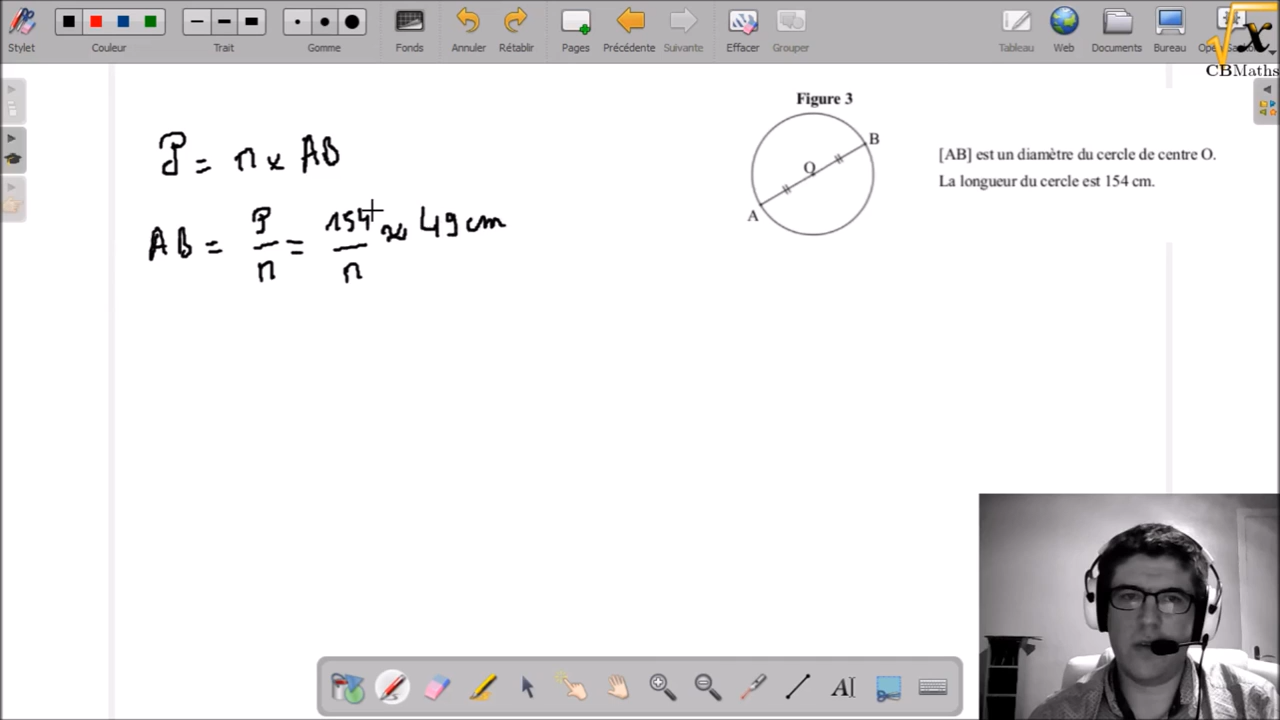 Stylet
Couleur
Trait
Gomme
Fonds
Annuler
Rétablir
Pages
Précédente
Suivante
Effacer
Grouper
Tableau
Web
Documents
Bureau
√x
CBMaths
P = π × AB
AB = P/π = 154/π ≈ 49 cm
Figure 3
B
O
A
[AB] est un diamètre du cercle de centre O.
La longueur du cercle est 154 cm.
AI